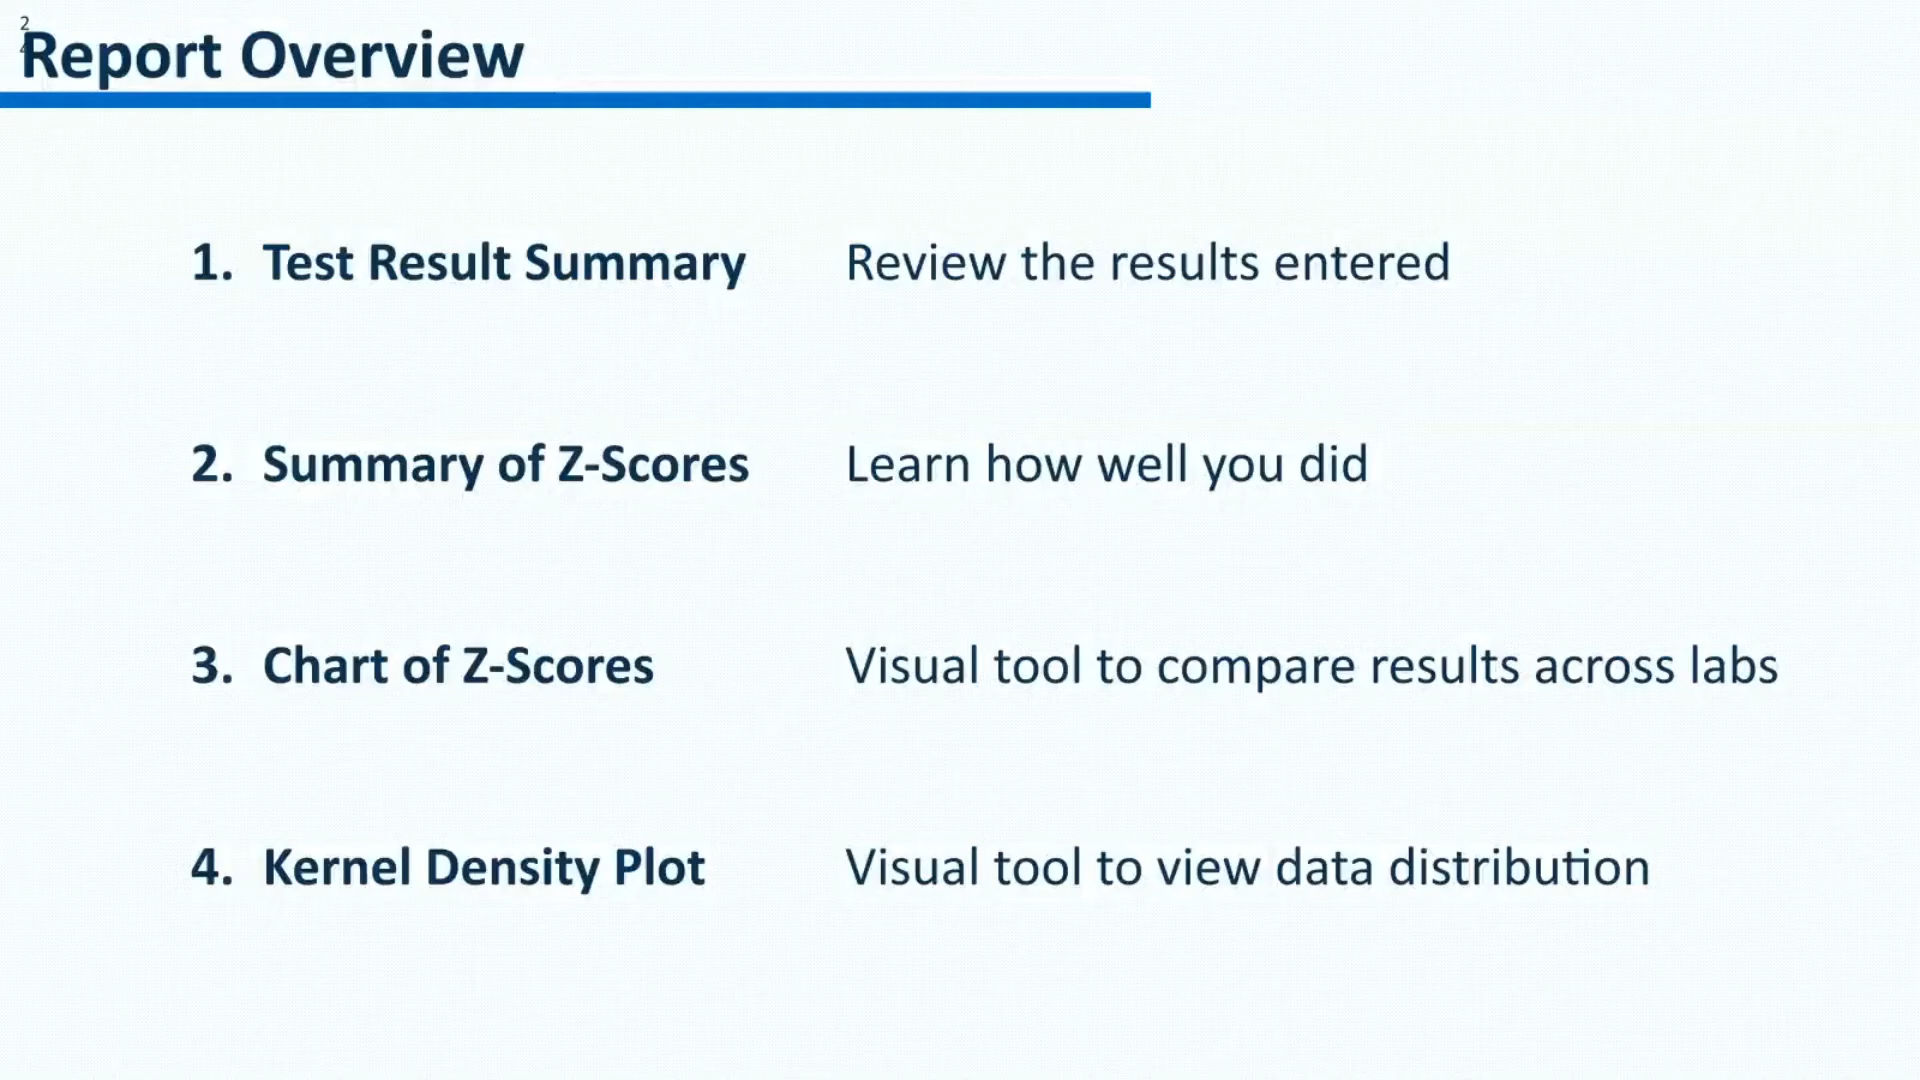 2
Report Overview
1. Test Result Summary Review the results entered
2. Summary of Z-Scores Learn how well you did
3. Chart of Z-Scores Visual tool to compare results across labs
4. Kernel Density Plot Visual tool to view data distribution